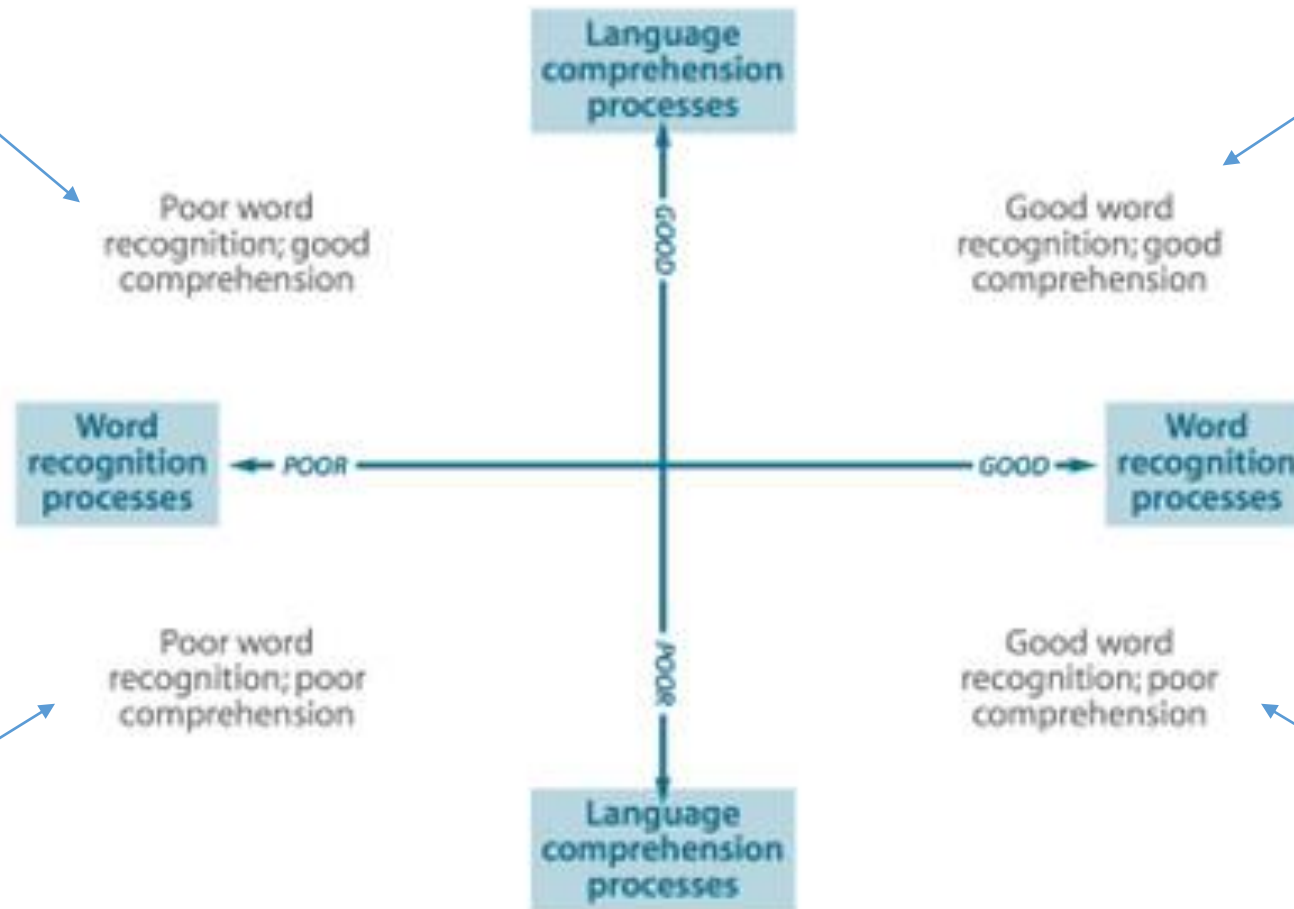 Language
comprehension
processes
GOOD
Poor word
recognition; good
comprehension
Good word
recognition; good
comprehension
Word
recognition
processes
POOR
GOOD
Word
recognition
processes
Poor word
recognition; poor
comprehension
POOR
Good word
recognition; poor
comprehension
Language
comprehension
processes